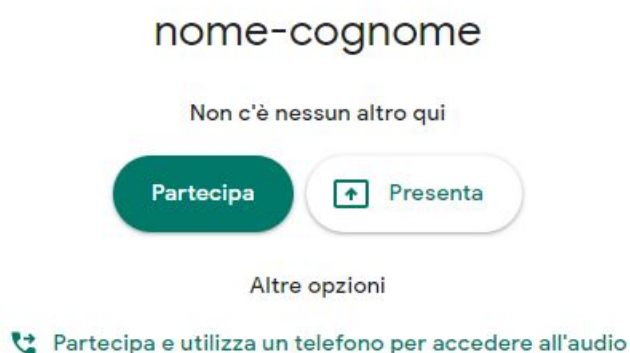 nome-cognome
Non c'è nessun altro qui
Partecipa
Presenta
Altre opzioni
Partecipa e utilizza un telefono per accedere all'audio